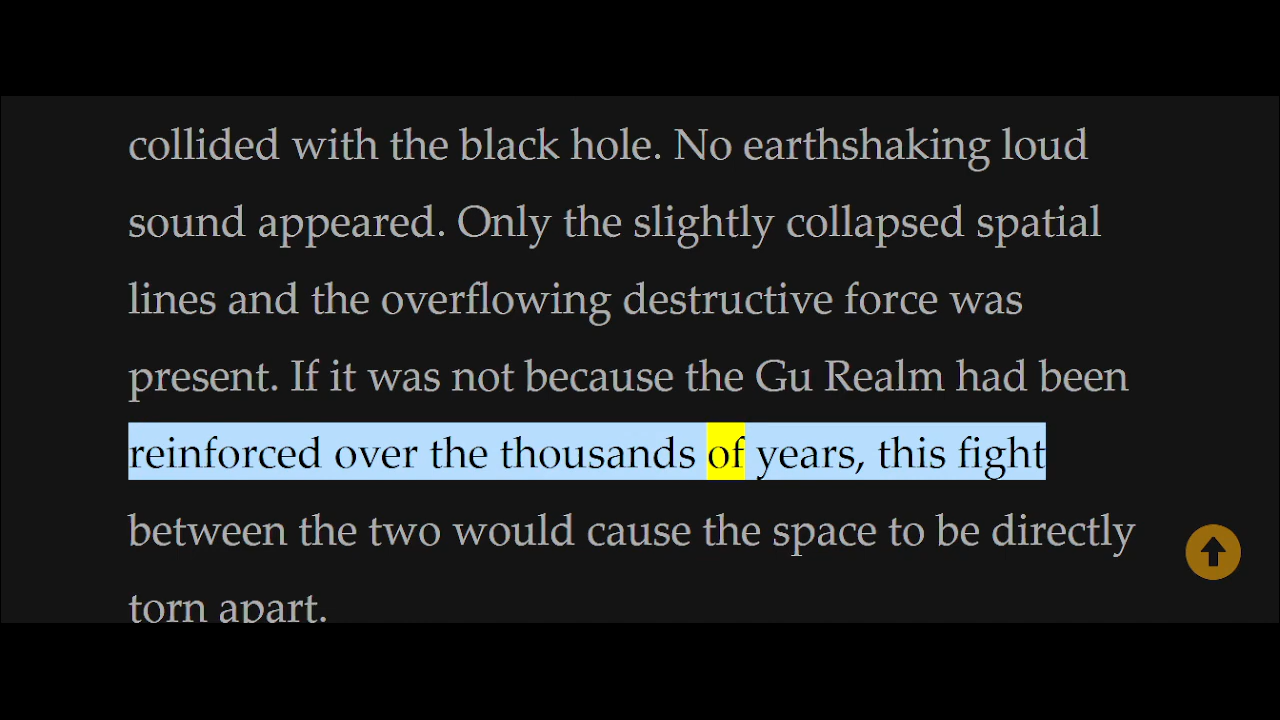 collided with the black hole. No earthshaking loud
sound appeared. Only the slightly collapsed spatial
lines and the overflowing destructive force was
present. If it was not because the Gu Realm had been
reinforced over the thousands of years, this fight
between the two would cause the space to be directly
torn apart.